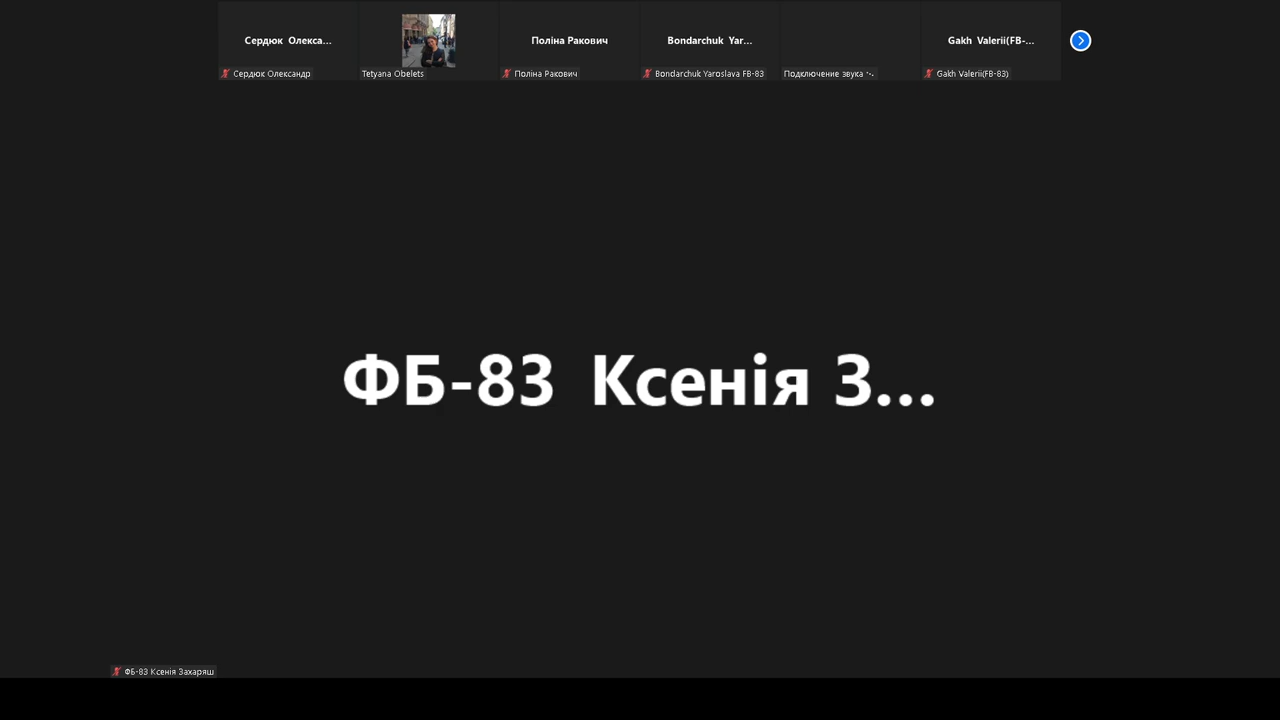 Сердюк Олекса...
Поліна Ракович
Bondarchuk Yar...
Gakh Valerii(FB-...
Сердюк Олександр
Tetyana Obelets
Поліна Ракович
Bondarchuk Yaroslava FB-83
Подключение звука
Gakh Valerii(FB-83)
ФБ-83 Ксенія З...
ФБ-83 Ксенія Захаряш